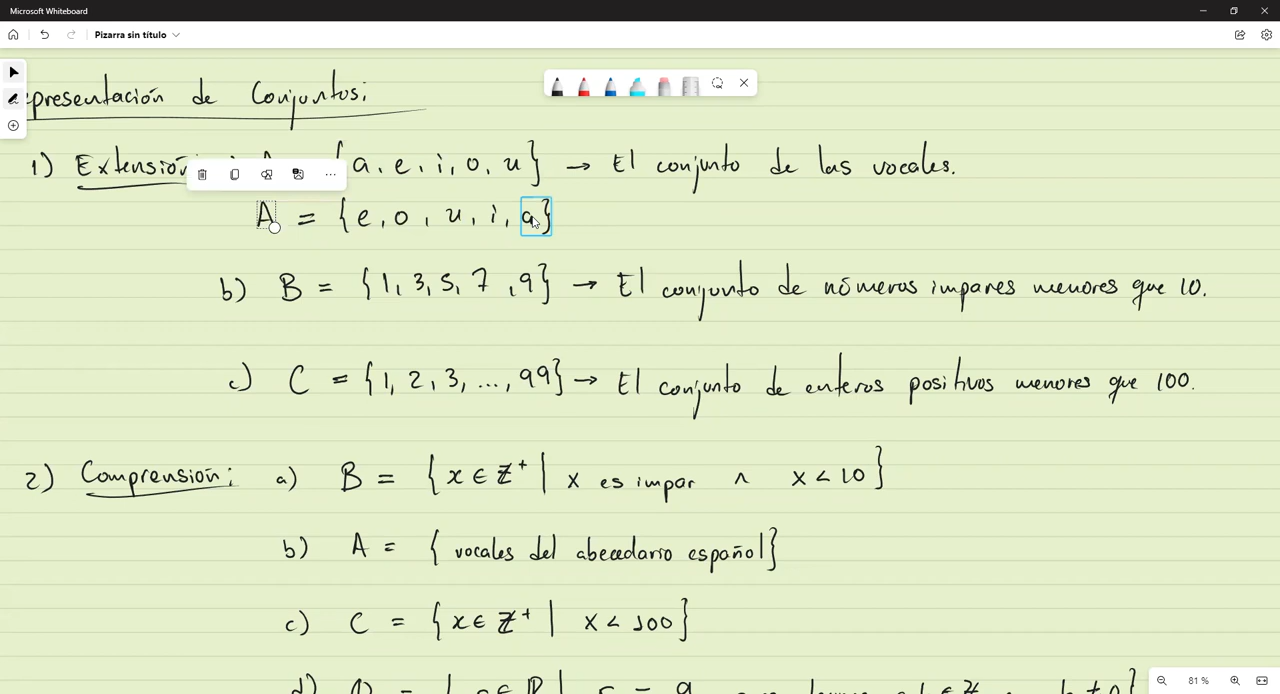 Microsoft Whiteboard
Pizarra sin título
presentación de Conjuntos:
1) Extensión: {a, e, i, o, u} → El conjunto de las vocales.
A = {e, o, u, i, a}
b) B = {1, 3, 5, 7, 9} → El conjunto de números impares menores que 10.
c) C = {1, 2, 3, ..., 99} → El conjunto de enteros positivos menores que 100.
2) Comprensión: a) B = {x ∈ Z⁺ | x es impar ∧ x < 10}
b) A = {vocales del abecedario español}
c) C = {x ∈ Z⁺ | x < 100}
81 %